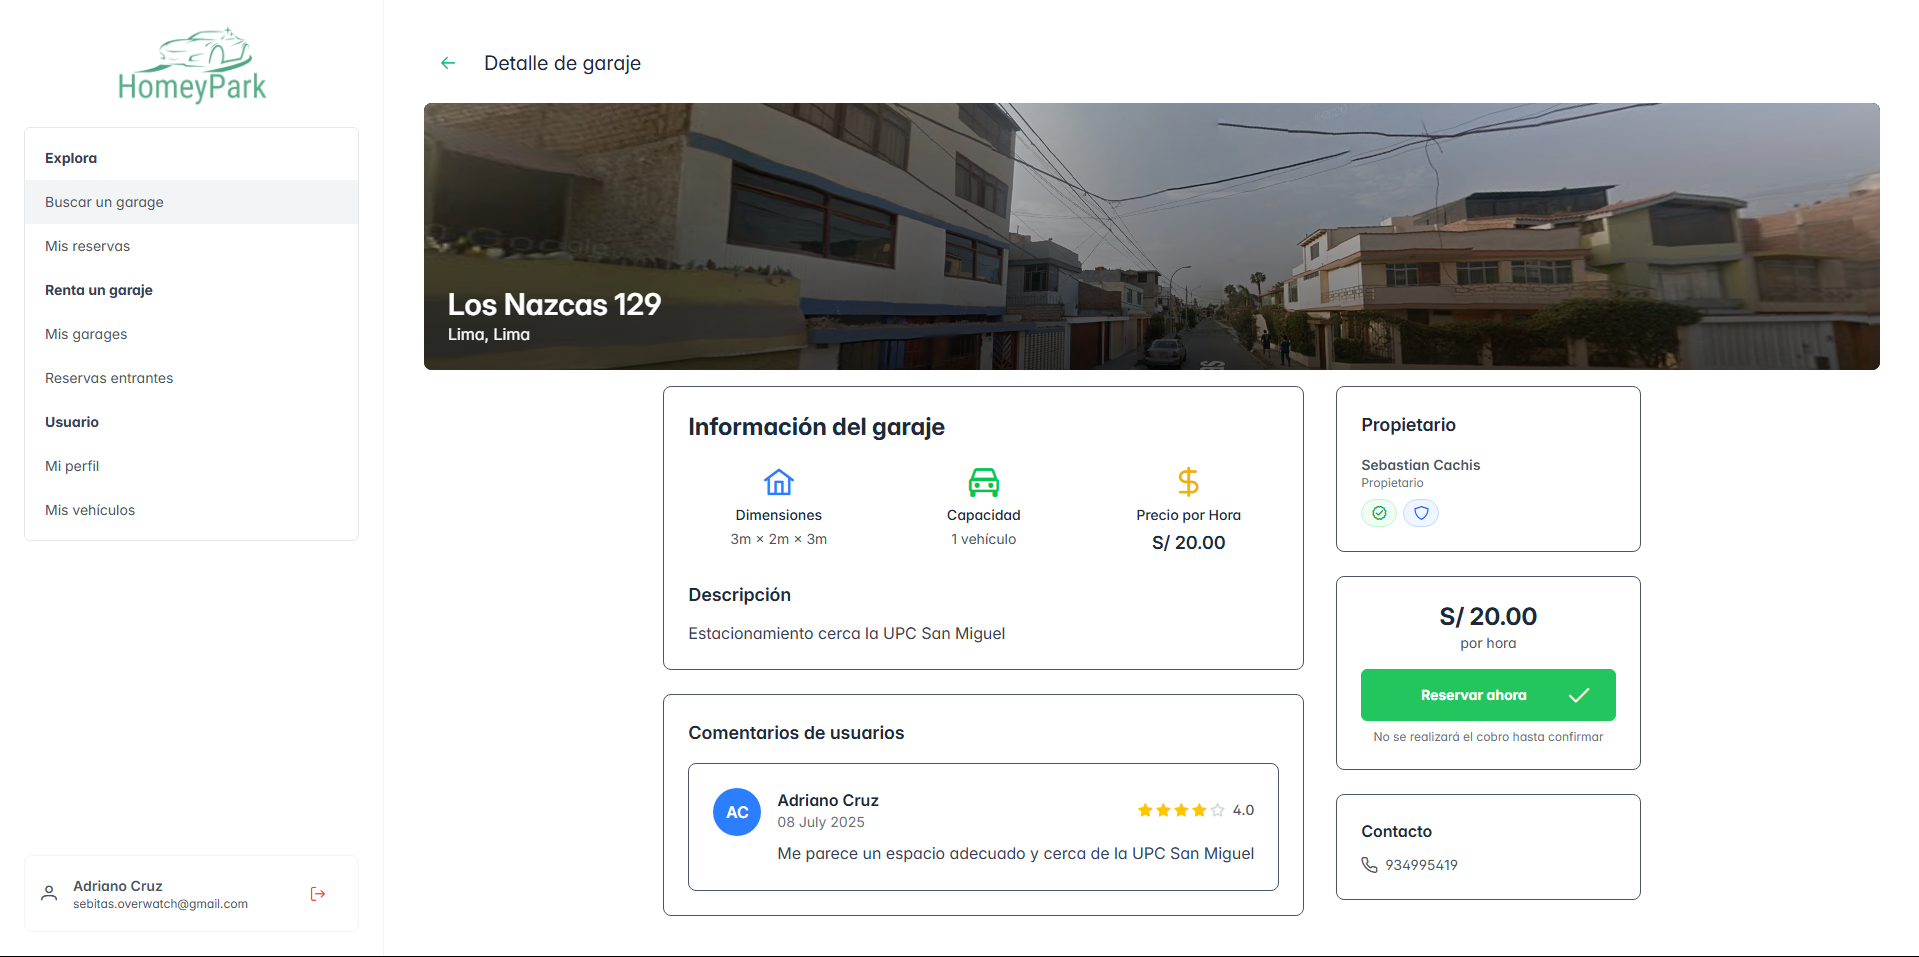 HomeyPark
Explora
Buscar un garage
Mis reservas
Renta un garaje
Mis garages
Reservas entrantes
Usuario
Mi perfil
Mis vehículos
Adriano Cruz
sebitas.overwatch@gmail.com
Detalle de garaje
Google
Los Nazcas 129
Lima, Lima
Información del garaje
Dimensiones
3m × 2m × 3m
Capacidad
1 vehículo
Precio por Hora
S/ 20.00
Descripción
Estacionamiento cerca la UPC San Miguel
Comentarios de usuarios
AC
Adriano Cruz
08 July 2025
4.0
Me parece un espacio adecuado y cerca de la UPC San Miguel
Propietario
Sebastian Cachis
Propietario
S/ 20.00
por hora
Reservar ahora
No se realizará el cobro hasta confirmar
Contacto
934995419